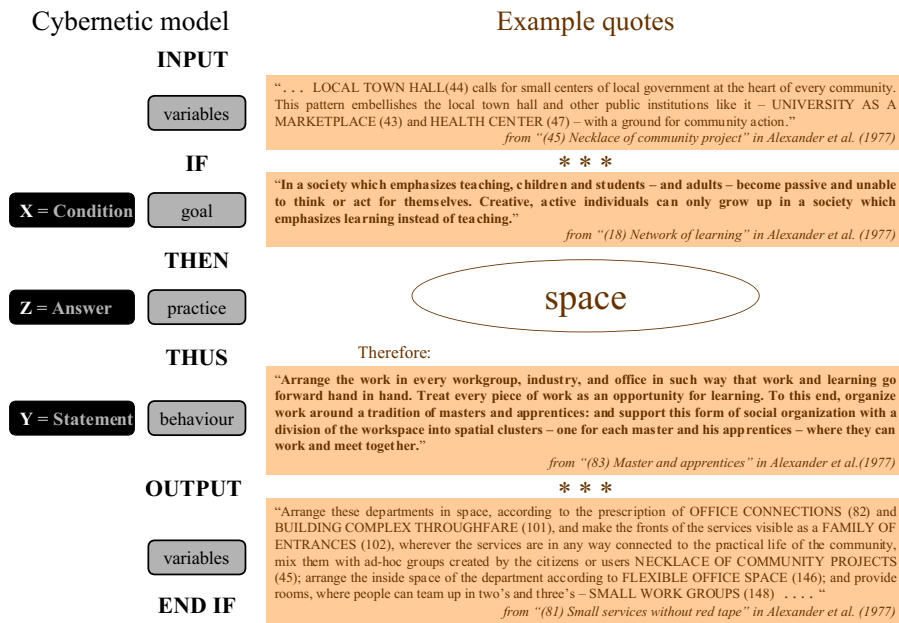 Cybernetic model
Example quotes
INPUT
variables
“. . .  LOCAL TOWN HALL(44) calls for small centers of local government at the heart of every community.
This pattern embellishes the local town hall and other public institutions like it – UNIVERSITY AS A
MARKETPLACE (43) and HEALTH CENTER (47) – with a ground for community action.”
from “(45) Necklace of community project” in Alexander et al. (1977)
IF
* * *
X = Condition
goal
“In a society which emphasizes teaching, children and students – and adults – become passive and unable
to think or act for themselves. Creative, active individuals can only grow up in a society which
emphasizes learning instead of teaching.”
from “(18) Network of learning” in Alexander et al. (1977)
THEN
Z = Answer
practice
space
THUS
Therefore:
Y = Statement
behaviour
“Arrange the work in every workgroup, industry, and office in such way that work and learning go
forward hand in hand. Treat every piece of work as an opportunity for learning. To this end, organize
work around a tradition of masters and apprentices: and support this form of social organization with a
division of the workspace into spatial clusters – one for each master and his apprentices – where they can
work and meet together.”
from “(83) Master and apprentices” in Alexander et al.(1977)
OUTPUT
* * *
variables
“Arrange these departments in space, according to the prescription of OFFICE CONNECTIONS (82) and
BUILDING COMPLEX THROUGHFARE (101), and make the fronts of the services visible as a FAMILY OF
ENTRANCES (102), wherever the services are in any way connected to the practical life of the community,
mix them with ad-hoc groups created by the citizens or users NECKLACE OF COMMUNITY PROJECTS
(45); arrange the inside space of the department according to FLEXIBLE OFFICE SPACE (146); and provide
rooms, where people can team up in two’s and three’s – SMALL WORK GROUPS (148)  . . . . “
from “(81) Small services without red tape” in Alexander et al. (1977)
END IF